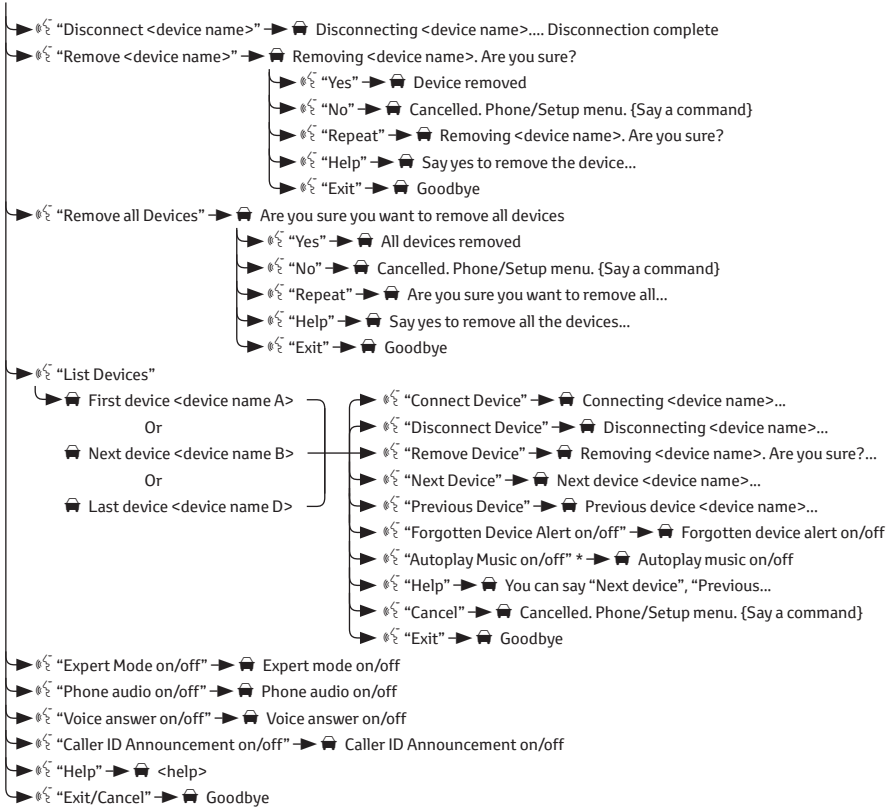 “Disconnect <device name>” Disconnecting <device name>.... Disconnection complete
“Remove <device name>” Removing <device name>. Are you sure?
“Yes” Device removed
“No” Cancelled. Phone/Setup menu. {Say a command}
“Repeat” Removing <device name>. Are you sure?
“Help” Say yes to remove the device...
“Exit” Goodbye
“Remove all Devices” Are you sure you want to remove all devices
“Yes” All devices removed
“No” Cancelled. Phone/Setup menu. {Say a command}
“Repeat” Are you sure you want to remove all...
“Help” Say yes to remove all the devices...
“Exit” Goodbye
“List Devices”
First device <device name A>
Or
Next device <device name B>
Or
Last device <device name D>
“Connect Device” Connecting <device name>...
“Disconnect Device” Disconnecting <device name>...
“Remove Device” Removing <device name>. Are you sure?...
“Next Device” Next device <device name>...
“Previous Device” Previous device <device name>...
“Forgotten Device Alert on/off” Forgotten device alert on/off
“Autoplay Music on/off” * Autoplay music on/off
“Help” You can say “Next device”, “Previous...
“Cancel” Cancelled. Phone/Setup menu. {Say a command}
“Exit” Goodbye
“Expert Mode on/off” Expert mode on/off
“Phone audio on/off” Phone audio on/off
“Voice answer on/off” Voice answer on/off
“Caller ID Announcement on/off” Caller ID Announcement on/off
“Help” <help>
“Exit/Cancel” Goodbye